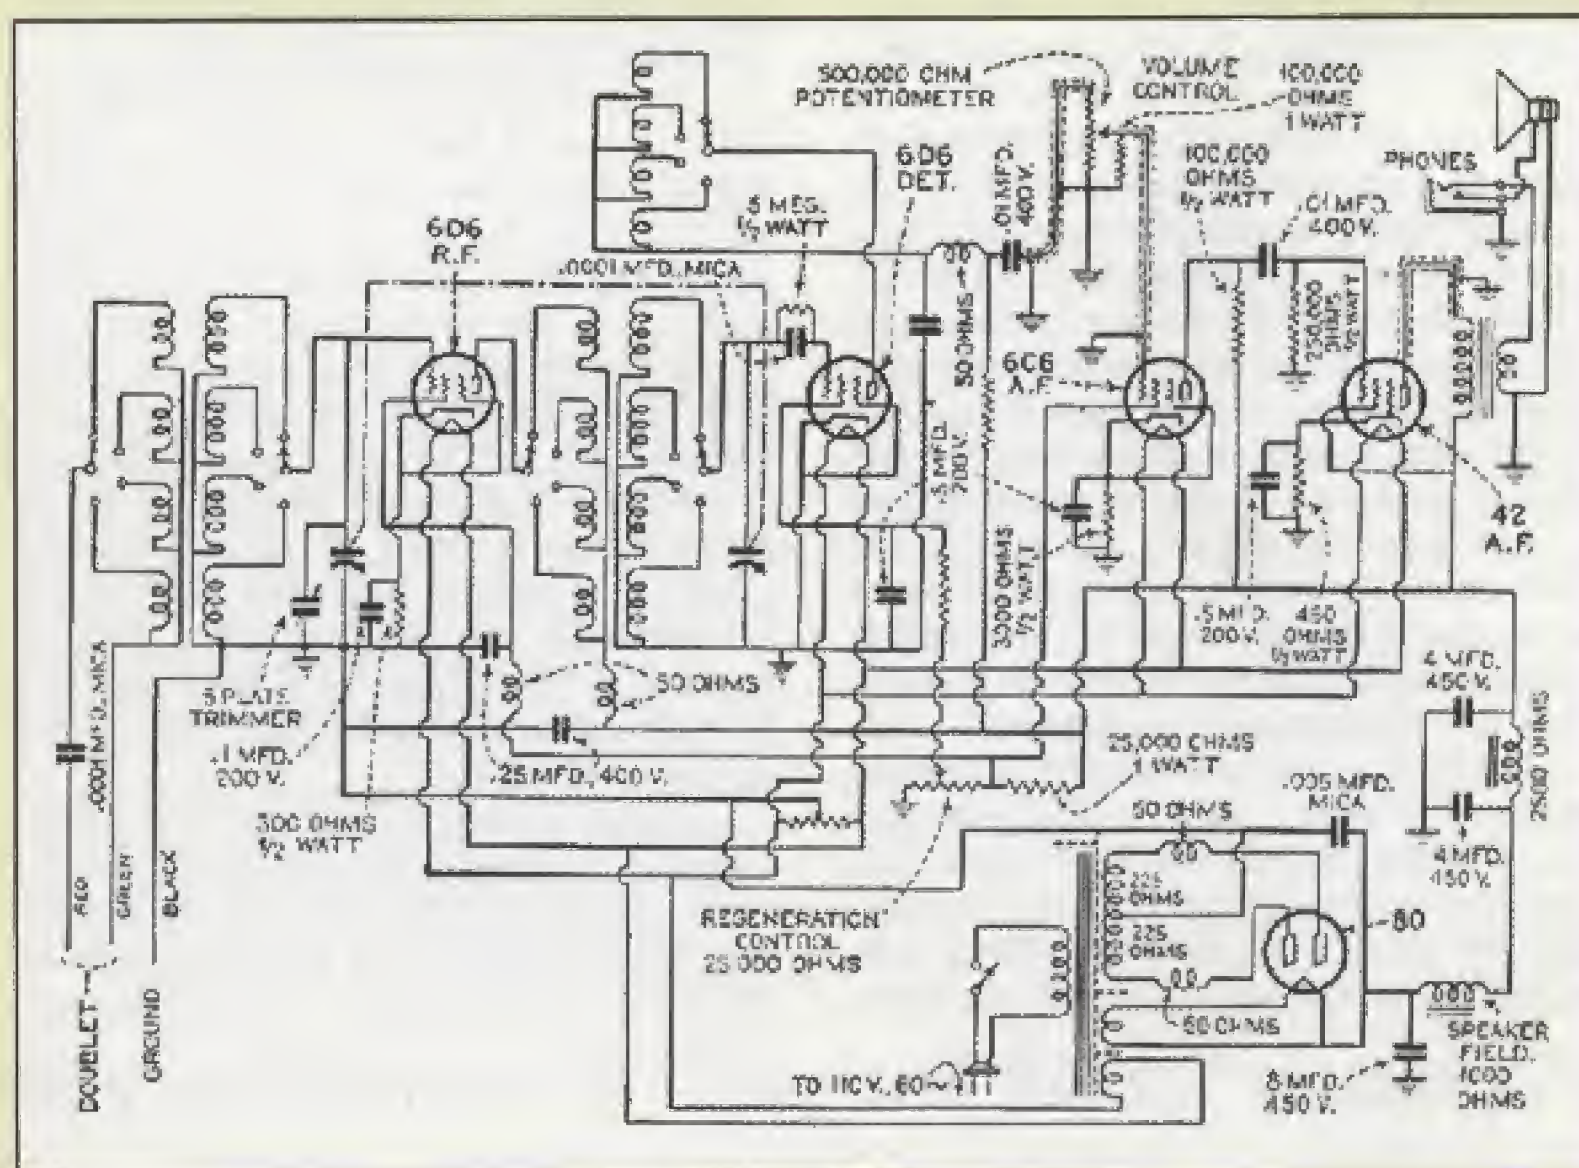 500,000 OHM
POTENTIOMETER
VOLUME
CONTROL
100,000
OHMS
1 WATT
6D6
DET.
.01 MFD.
400 V.
100,000
OHMS
1/2 WATT
.01 MFD.
400 V.
PHONES
6D6
R.F.
MEG.
1/2 WATT
.0001 MFD. MICA
50 OHMS
6C6
A.F.
250,000
OHMS
1/2 WATT
.5 MFD.
200 V.
42
A.F.
3000 OHMS
1/2 WATT
.5 MFD.
200 V.
450
OHMS
1/2 WATT
4 MFD.
450 V.
2500 OHMS
.0001 MFD. MICA
PLATE
TRIMMER
50 OHMS
.1 MFD.
200 V.
.25 MFD., 400 V.
25,000 OHMS
1 WATT
.005 MFD.
MICA
300 OHMS
1/2 WATT
50 OHMS
4 MFD.
450 V.
RED
GREEN
BLACK
REGENERATION
CONTROL
25,000 OHMS
225
OHMS
225
OHMS
80
50 OHMS
DOUBLET
GROUND
TO 110 V., 60~
8 MFD.
450 V.
SPEAKER
FIELD,
1000
OHMS